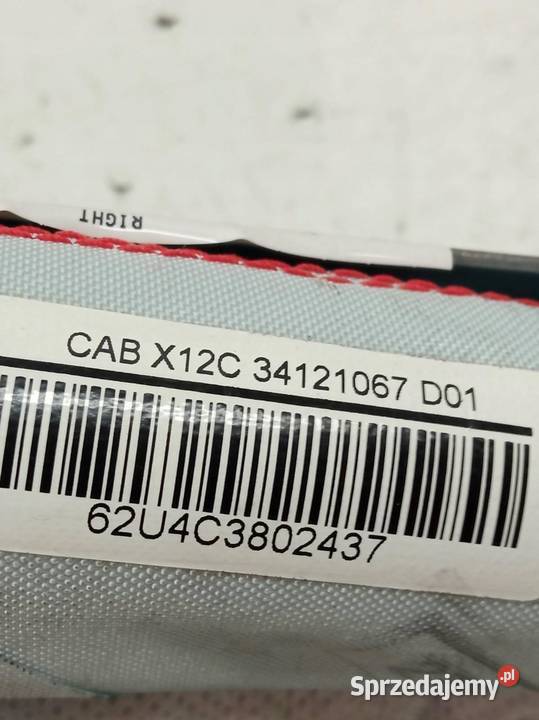 RIGHT
CAB X12C 34121067 D01
62U4C3802437
Sprzedajemy.pl